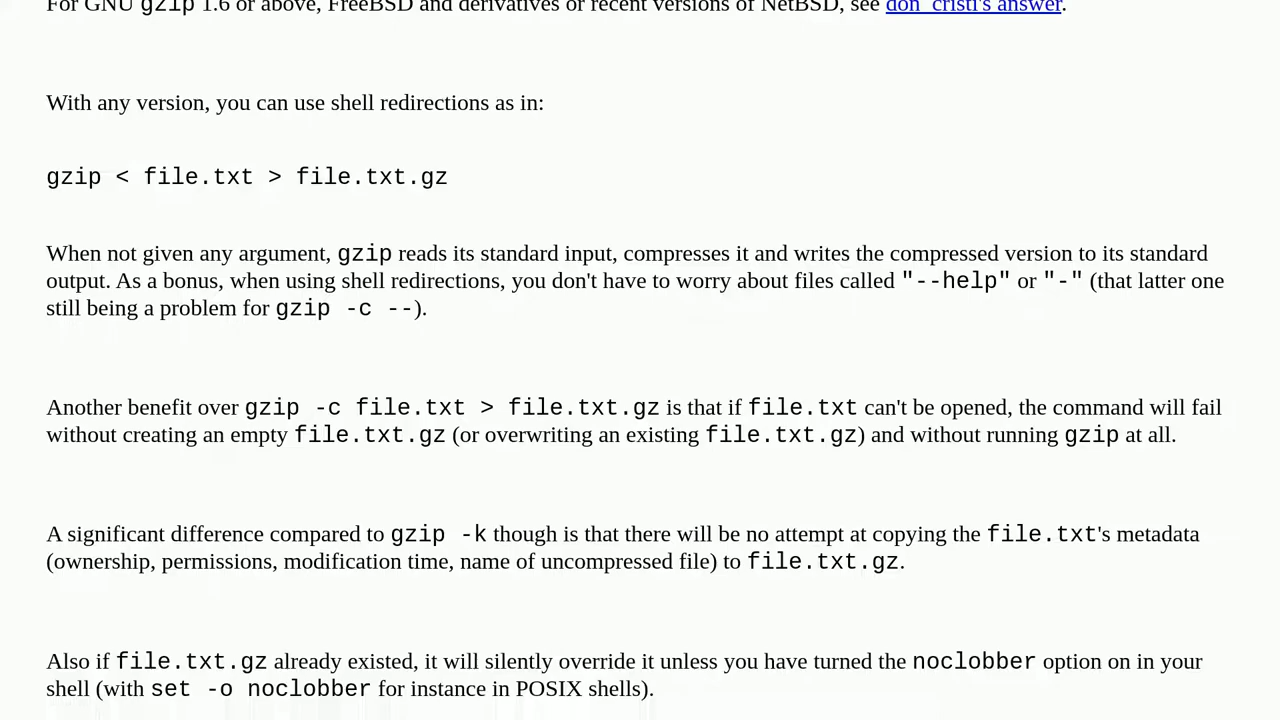 For GNU gzip 1.6 or above, FreeBSD and derivatives or recent versions of NetBSD, see don_cristi's answer.
With any version, you can use shell redirections as in:
gzip < file.txt > file.txt.gz
When not given any argument, gzip reads its standard input, compresses it and writes the compressed version to its standard
output. As a bonus, when using shell redirections, you don't have to worry about files called "--help" or "-" (that latter one
still being a problem for gzip -c --).
Another benefit over gzip -c file.txt > file.txt.gz is that if file.txt can't be opened, the command will fail
without creating an empty file.txt.gz (or overwriting an existing file.txt.gz) and without running gzip at all.
A significant difference compared to gzip -k though is that there will be no attempt at copying the file.txt's metadata
(ownership, permissions, modification time, name of uncompressed file) to file.txt.gz.
Also if file.txt.gz already existed, it will silently override it unless you have turned the noclobber option on in your
shell (with set -o noclobber for instance in POSIX shells).